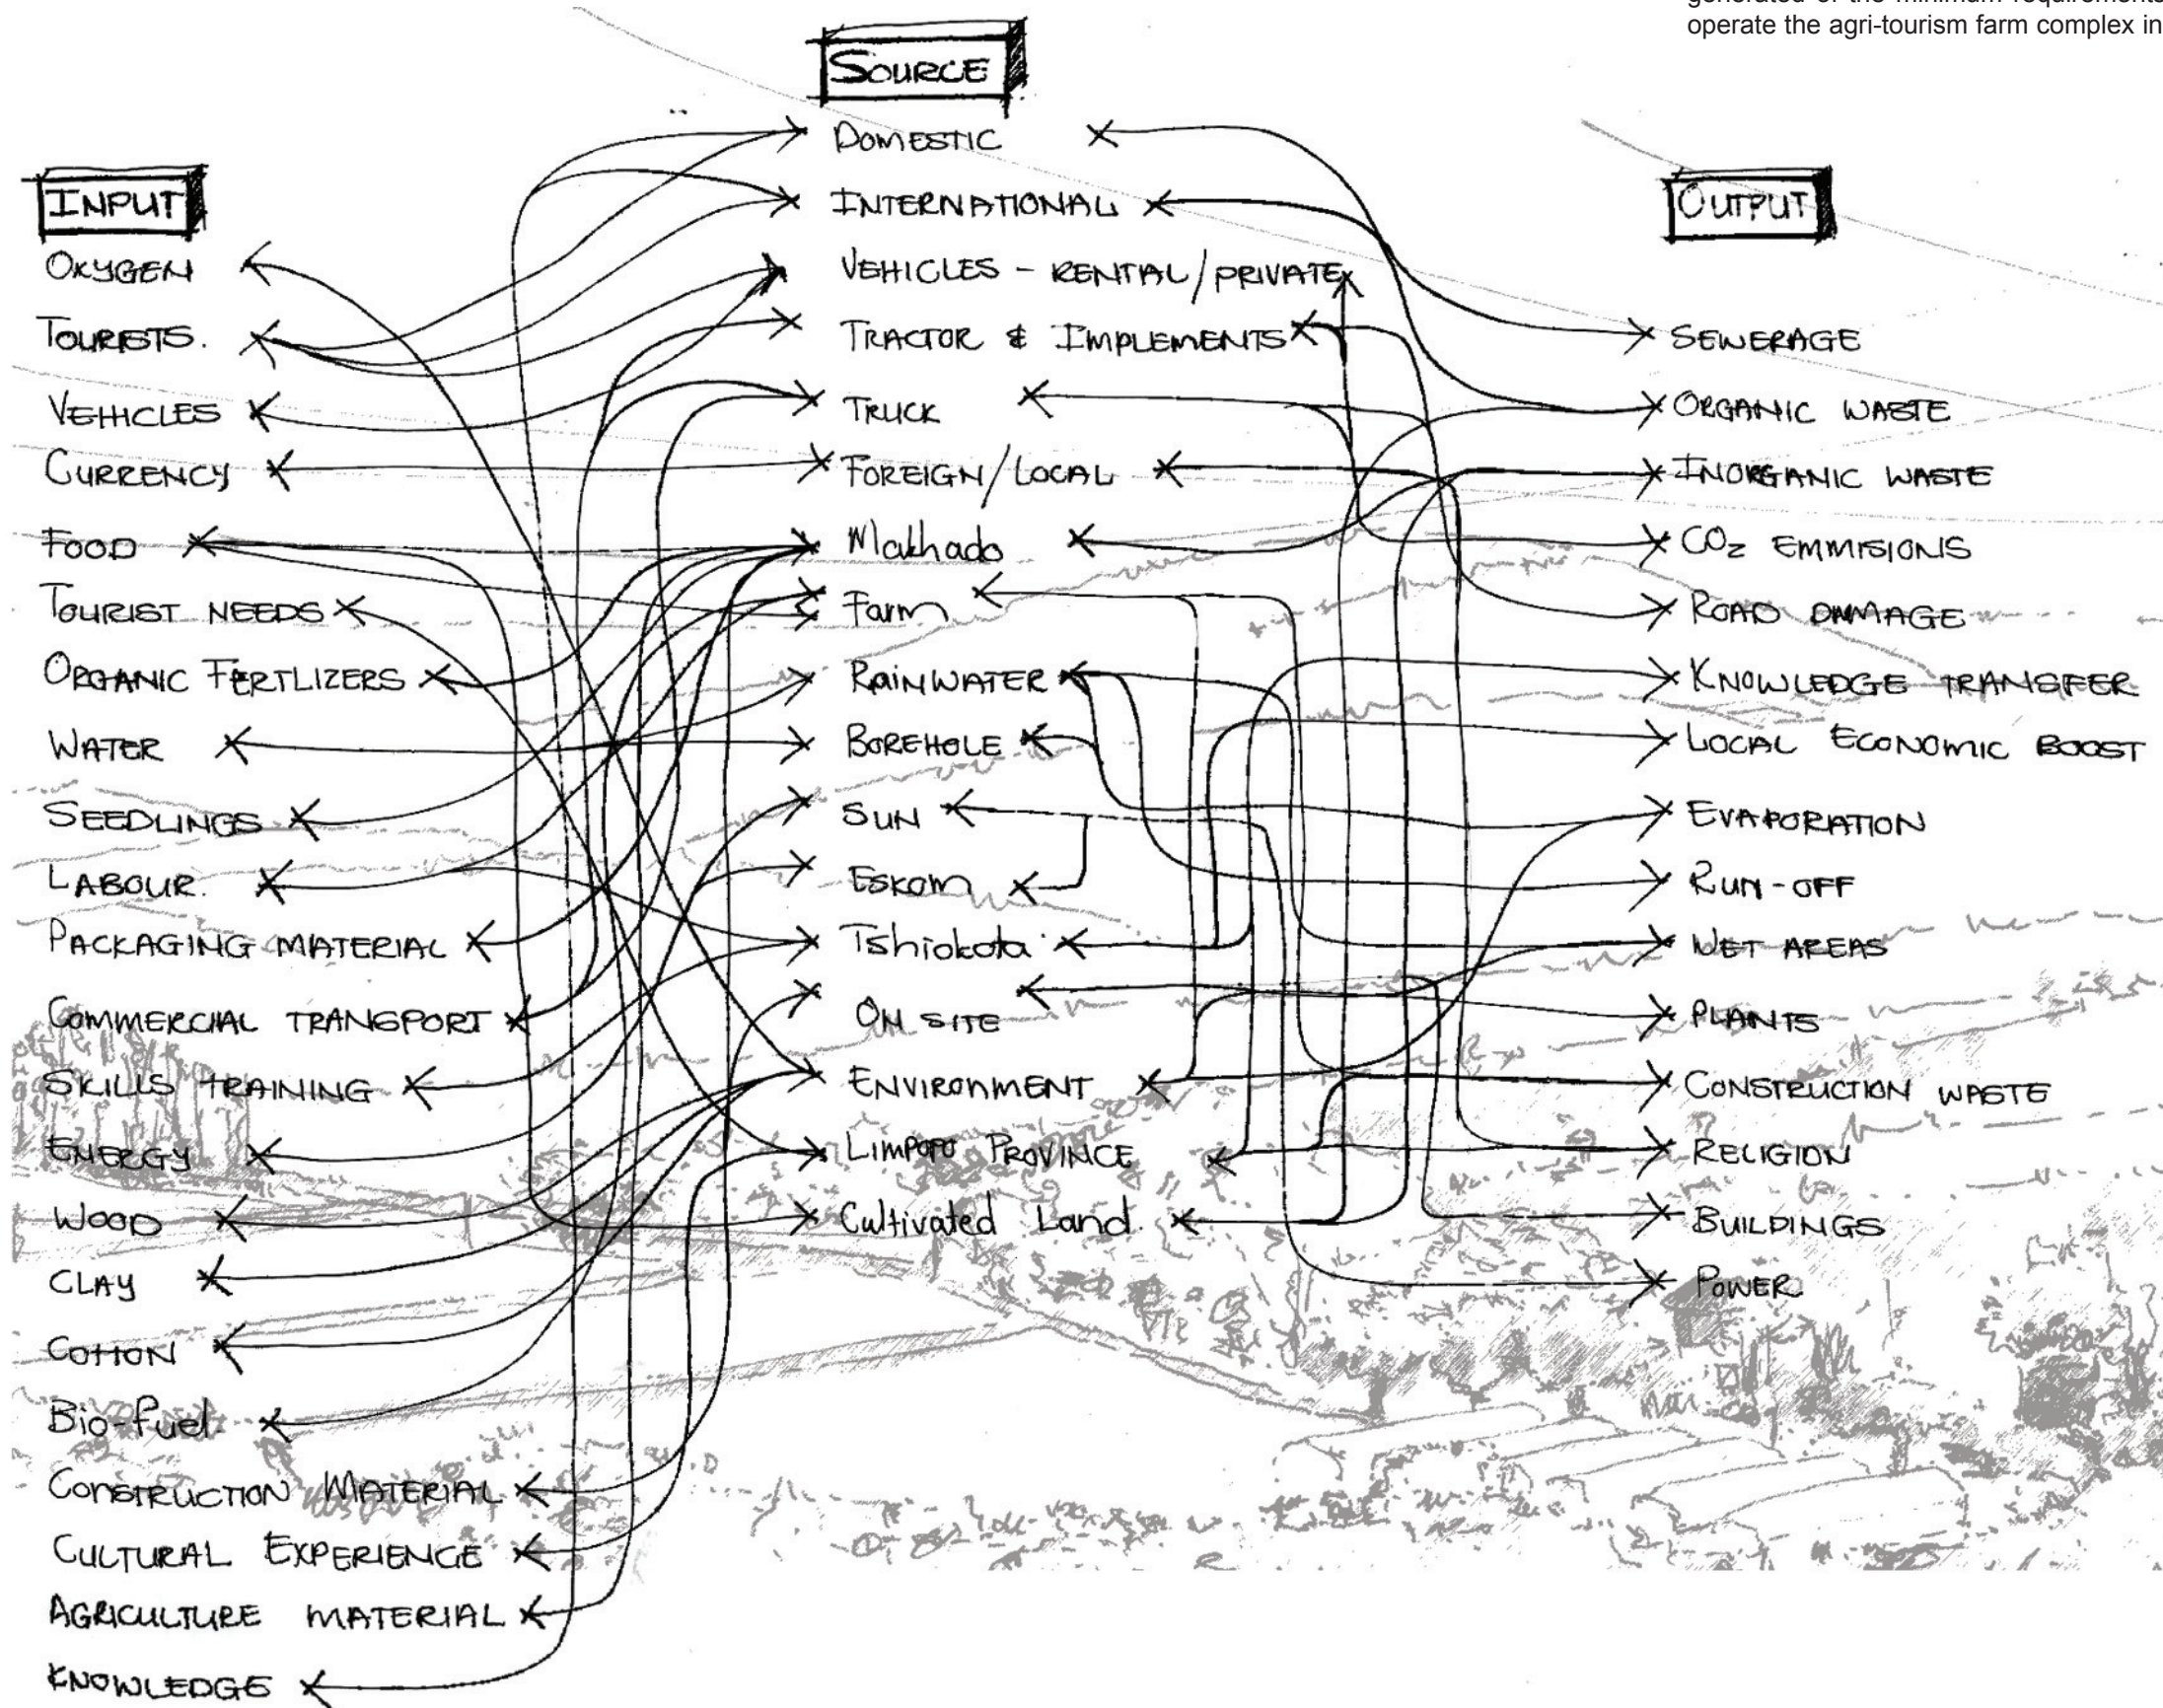 generated of the minimum requirements
operate the agri-tourism farm complex in
SOURCE
DOMESTIC
INTERNATIONAL
VEHICLES - RENTAL/PRIVATE
TRACTOR & IMPLEMENTS
TRUCK
FOREIGN/LOCAL
Makhado
Farm
RAINWATER
BOREHOLE
SUN
ESKOM
Tshiokota
ON SITE
ENVIRONMENT
LIMPOPO PROVINCE
Cultivated Land.
INPUT
OXYGEN
TOURISTS.
VEHICLES
CURRENCY
FOOD
TOURIST NEEDS
ORGANIC FERTLIZERS
WATER
SEEDLINGS
LABOUR.
PACKAGING MATERIAL
COMMERCIAL TRANSPORT
SKILLS TRAINING
ENERGY
WOOD
CLAY
COTTON
Bio-fuel.
CONSTRUCTION MATERIAL
CULTURAL EXPERIENCE
AGRICULTURE MATERIAL
KNOWLEDGE
OUTPUT
SEWERAGE
ORGANIC WASTE
INORGANIC WASTE
CO₂ EMMISIONS
ROAD DAMAGE
KNOWLEDGE TRANSFER
LOCAL ECONOMIC BOOST
EVAPORATION
RUN-OFF
WET AREAS
PLANTS
CONSTRUCTION WASTE
RELIGION
BUILDINGS
POWER